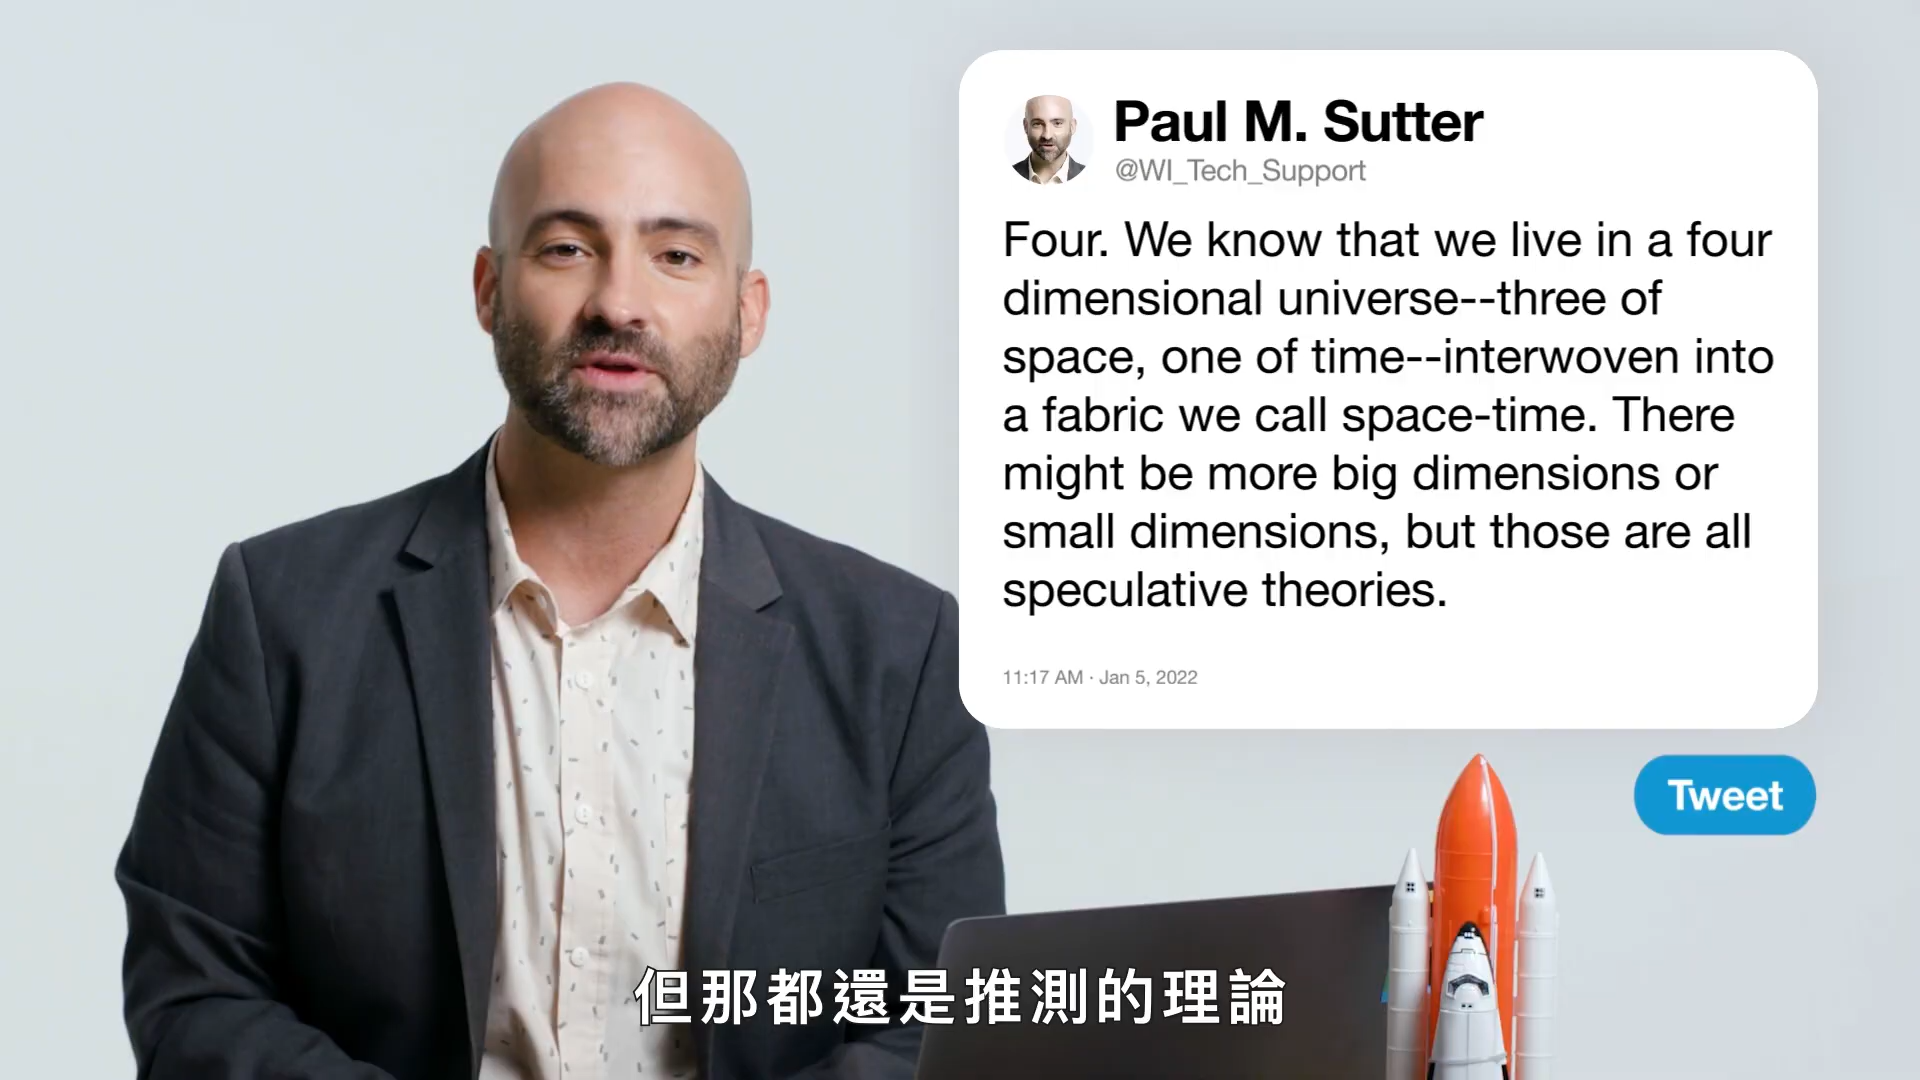 Paul M. Sutter
@WI_Tech_Support
Four. We know that we live in a four
dimensional universe--three of
space, one of time--interwoven into
a fabric we call space-time. There
might be more big dimensions or
small dimensions, but those are all
speculative theories.
11:17 AM · Jan 5, 2022
Tweet
但那都還是推測的理論